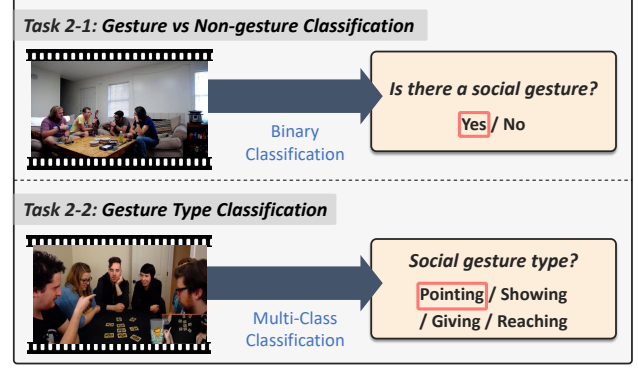 Task 2-1: Gesture vs Non-gesture Classification
Binary
Classification
Is there a social gesture?
Yes / No
Task 2-2: Gesture Type Classification
Multi-Class
Classification
Social gesture type?
Pointing / Showing
/ Giving / Reaching